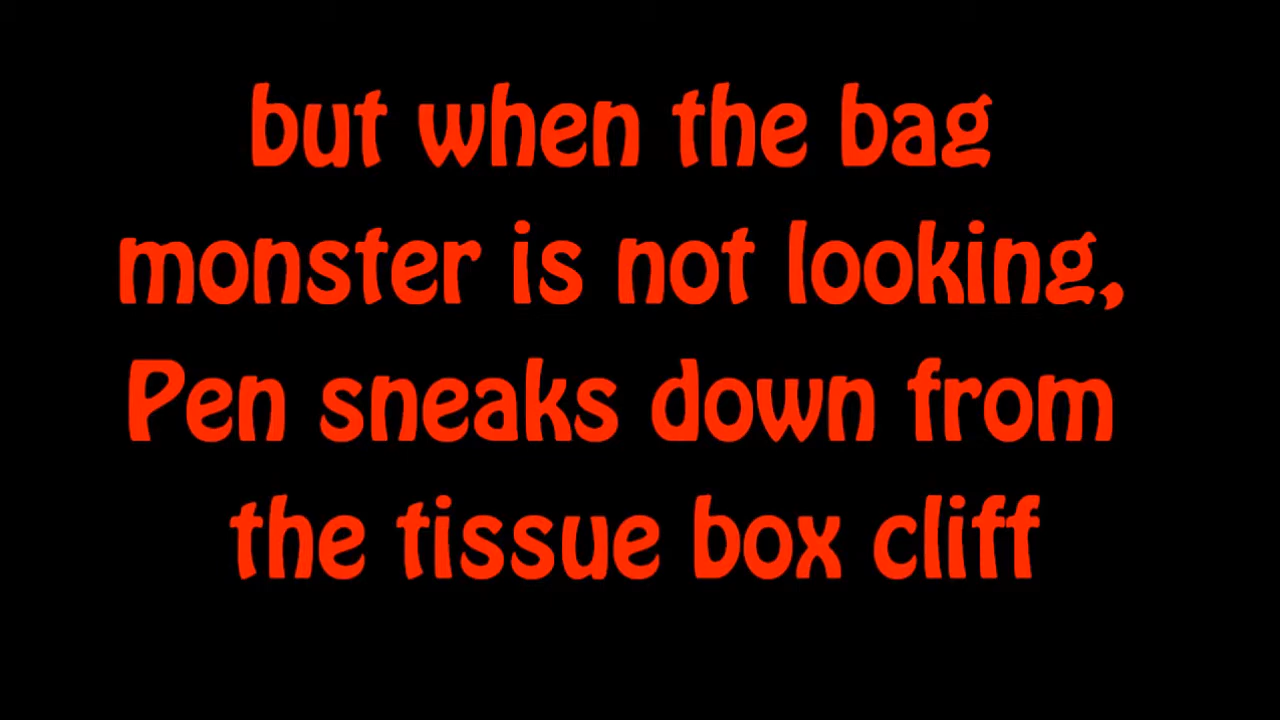 but when the bag
monster is not looking,
Pen sneaks down from
the tissue box cliff